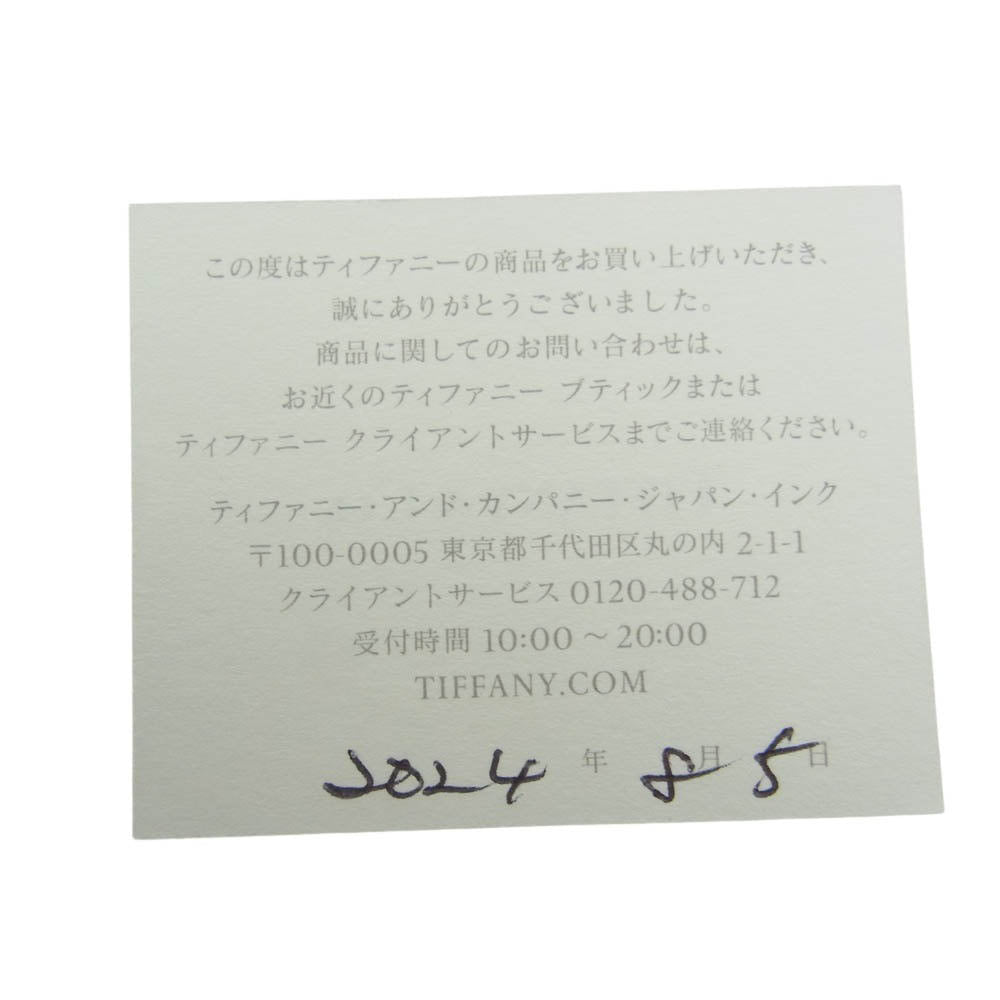 この度はティファニーの商品をお買い上げいただき、
誠にありがとうございました。
商品に関してのお問い合わせは、
お近くのティファニー ブティックまたは
ティファニー クライアントサービスまでご連絡ください。
ティファニー・アンド・カンパニー・ジャパン・インク
〒100-0005 東京都千代田区丸の内 2-1-1
クライアントサービス 0120-488-712
受付時間 10:00 〜 20:00
TIFFANY.COM
2024 年 8月 5日